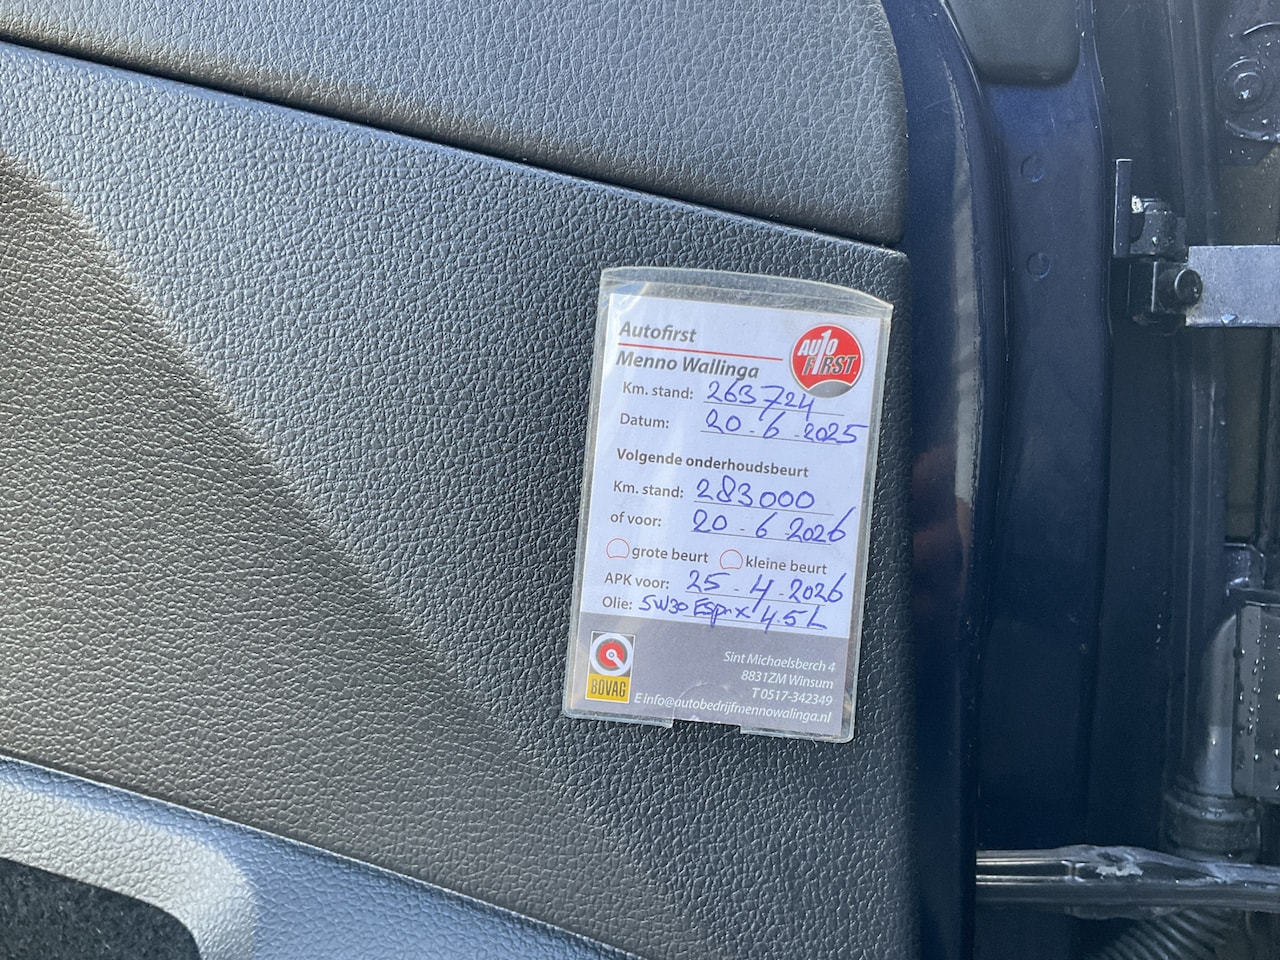 Autofirst
Menno Wallinga
AUTO
FIRST
Km. stand: 263724
Datum: 20-6-2025
Volgende onderhoudsbeurt
Km. stand: 283000
of voor: 20-6-2026
grote beurt kleine beurt
APK voor: 25-4-2026
Olie: 5W30 4.5L
BOVAG
Sint Michaelsberch 4
8831ZM Winsum
T 0517-342349
E info@autobedrijfmennowalinga.nl